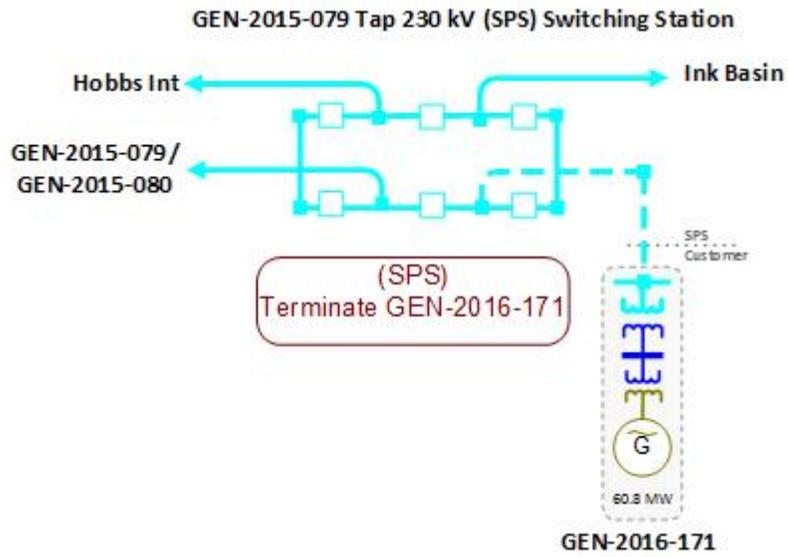 GEN-2015-079 Tap 230 kV (SPS) Switching Station
Hobbs Int
Ink Basin
GEN-2015-079/
GEN-2015-080
SPS
Customer
(SPS)
Terminate GEN-2016-171
G
60.8 MW
GEN-2016-171